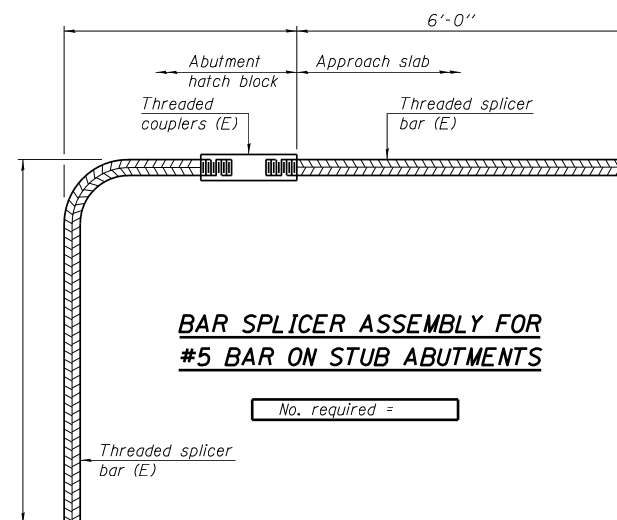 6'-0"
Abutment
hatch block
Approach slab
Threaded
couplers (E)
Threaded splicer
bar (E)
BAR SPLICER ASSEMBLY FOR
#5 BAR ON STUB ABUTMENTS
No. required =
Threaded splicer
bar (E)